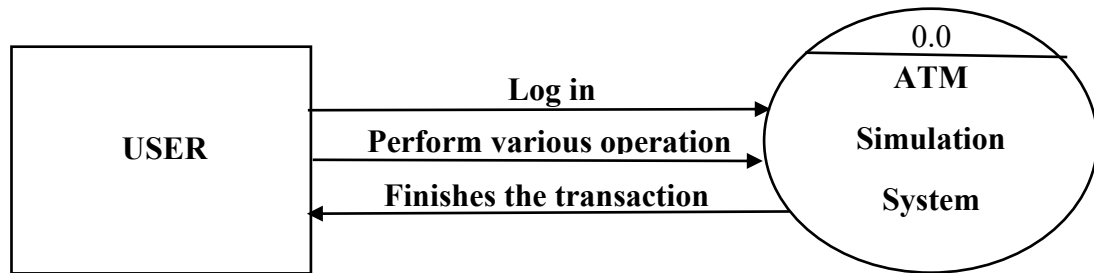 0.0
ATM
Log in
USER
Perform various operation
Simulation
Finishes the transaction
System